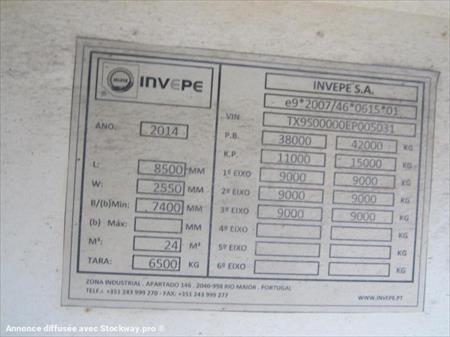 INVEPE
ANO. 2014
L: 8500 MM
W: 2550 MM
B/(b)Min: 7400 MM
(b) Máx: MM
M³: 24 M³
TARA: 6500 KG
INVEPE S.A.
e9*2007/46*0615*01
VIN TX9S00000EP005031
P.B. 38000 42000 KG
K.P. 11000 15000 KG
1º EIXO 9000 9000 KG
2º EIXO 9000 9000 KG
3º EIXO 9000 9000 KG
4º EIXO KG
5º EIXO KG
6º EIXO KG
ZONA INDUSTRIAL . APARTADO 146 . 2040-998 RIO MAIOR . PORTUGAL
TELF.: +351 243 999 270 - FAX: +351 243 999 277
WWW.INVEPE.PT
Annonce diffusée avec Stockway.pro ®